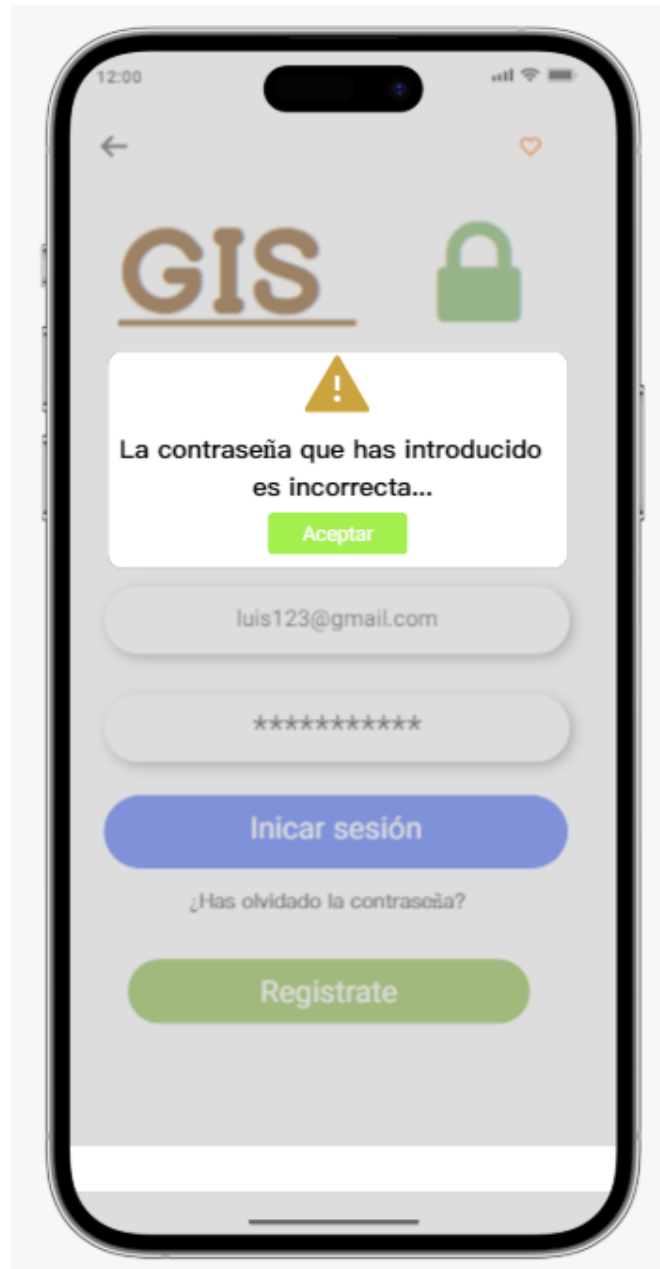 12:00
GIS
La contraseña que has introducido
es incorrecta...
Aceptar
luis123@gmail.com
***********
Inicar sesión
¿Has olvidado la contraseña?
Registrate